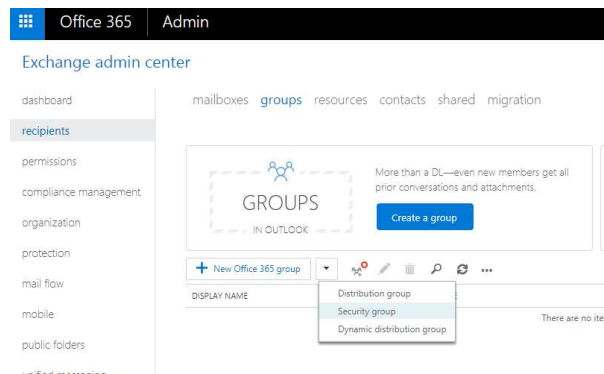 Office 365 Admin
Exchange admin center
dashboard
recipients
permissions
compliance management
organization
protection
mail flow
mobile
public folders
unified messaging
mailboxes groups resources contacts shared migration
GROUPS
IN OUTLOOK
More than a DL—even new members get all
prior conversations and attachments.
Create a group
New Office 365 group
DISPLAY NAME
Distribution group
Security group
Dynamic distribution group
There are no